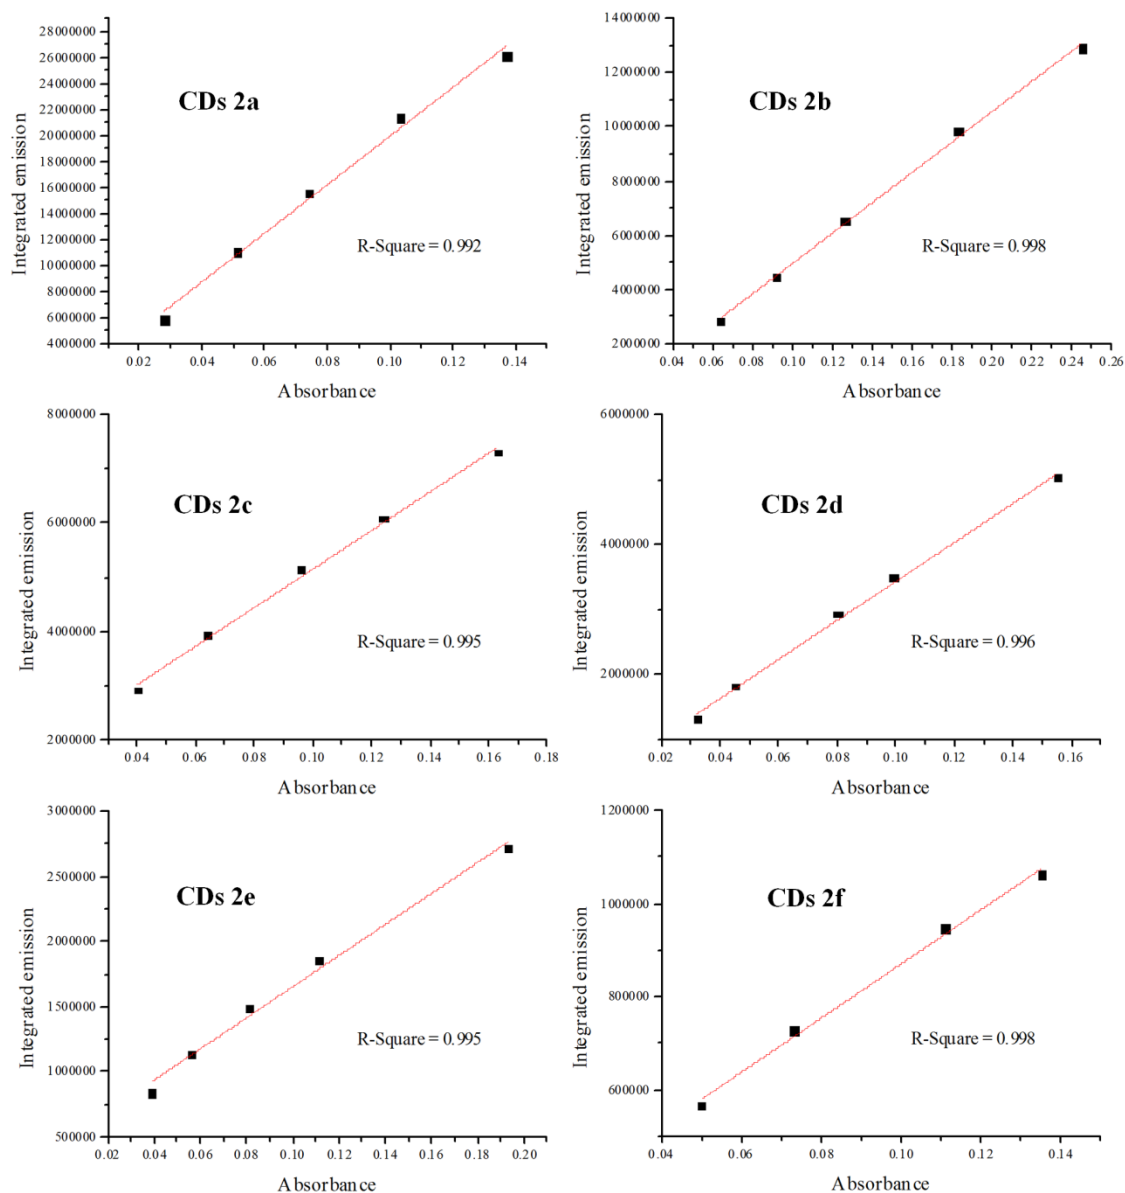 28000000
26000000
24000000
22000000
20000000
18000000
16000000
14000000
12000000
10000000
8000000
6000000
4000000
Integrated emission
CDs 2a
R-Square = 0.992
0.02 0.04 0.06 0.08 0.10 0.12 0.14
Absorbance
1400000
1200000
1000000
800000
600000
400000
200000
Integrated emission
CDs 2b
R-Square = 0.998
0.04 0.06 0.08 0.10 0.12 0.14 0.16 0.18 0.20 0.22 0.24 0.26
Absorbance
8000000
6000000
4000000
2000000
Integrated emission
CDs 2c
R-Square = 0.995
0.04 0.06 0.08 0.10 0.12 0.14 0.16 0.18
Absorbance
6000000
4000000
2000000
Integrated emission
CDs 2d
R-Square = 0.996
0.02 0.04 0.06 0.08 0.10 0.12 0.14 0.16
Absorbance
3000000
2500000
2000000
1500000
1000000
500000
Integrated emission
CDs 2e
R-Square = 0.995
0.02 0.04 0.06 0.08 0.10 0.12 0.14 0.16 0.18 0.20
Absorbance
1200000
1000000
800000
600000
Integrated emission
CDs 2f
R-Square = 0.998
0.04 0.06 0.08 0.10 0.12 0.14
Absorbance